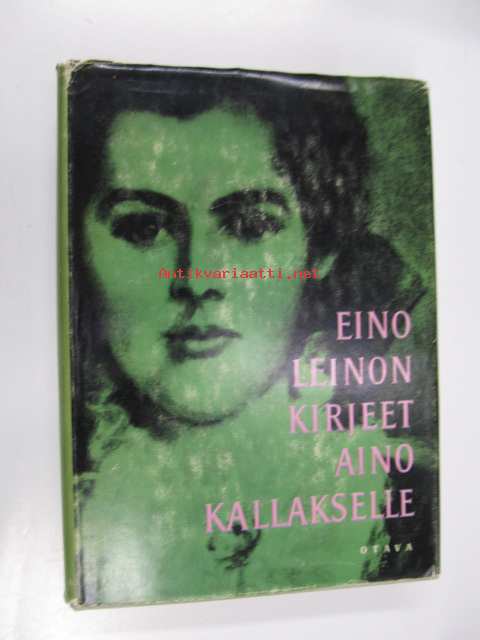 Antikvariaatti.net
EINO
LEINON
KIRJEET
AINO
KALLAKSELLE
OTAVA